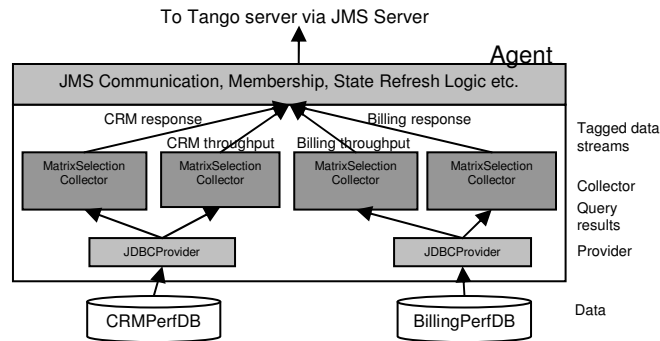 To Tango server via JMS Server
Agent
JMS Communication, Membership, State Refresh Logic etc.
CRM response
Billing response
CRM throughput
Billing throughput
Tagged data
streams
MatrixSelection
Collector
MatrixSelection
Collector
MatrixSelection
Collector
MatrixSelection
Collector
Collector
Query
results
JDBCProvider
JDBCProvider
Provider
CRMPerfDB
BillingPerfDB
Data